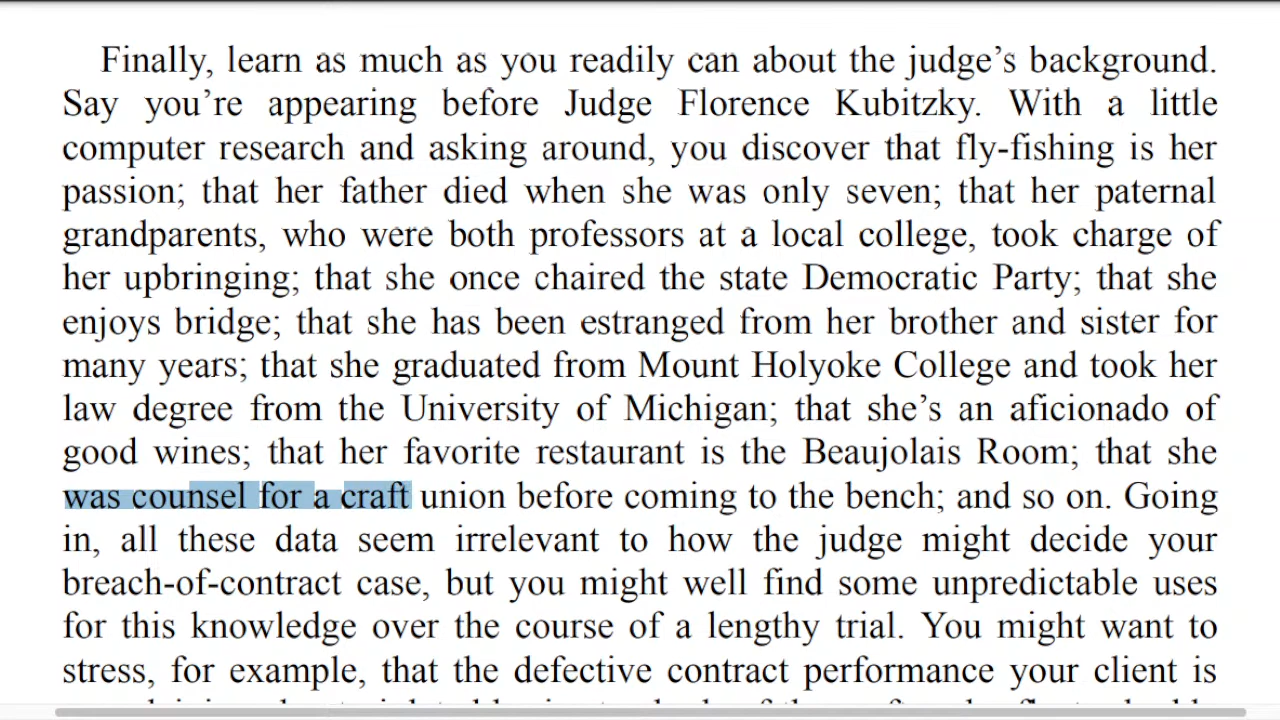 Finally, learn as much as you readily can about the judge’s background.
Say you’re appearing before Judge Florence Kubitzky. With a little
computer research and asking around, you discover that fly-fishing is her
passion; that her father died when she was only seven; that her paternal
grandparents, who were both professors at a local college, took charge of
her upbringing; that she once chaired the state Democratic Party; that she
enjoys bridge; that she has been estranged from her brother and sister for
many years; that she graduated from Mount Holyoke College and took her
law degree from the University of Michigan; that she’s an aficionado of
good wines; that her favorite restaurant is the Beaujolais Room; that she
was counsel for a craft union before coming to the bench; and so on. Going
in, all these data seem irrelevant to how the judge might decide your
breach-of-contract case, but you might well find some unpredictable uses
for this knowledge over the course of a lengthy trial. You might want to
stress, for example, that the defective contract performance your client is